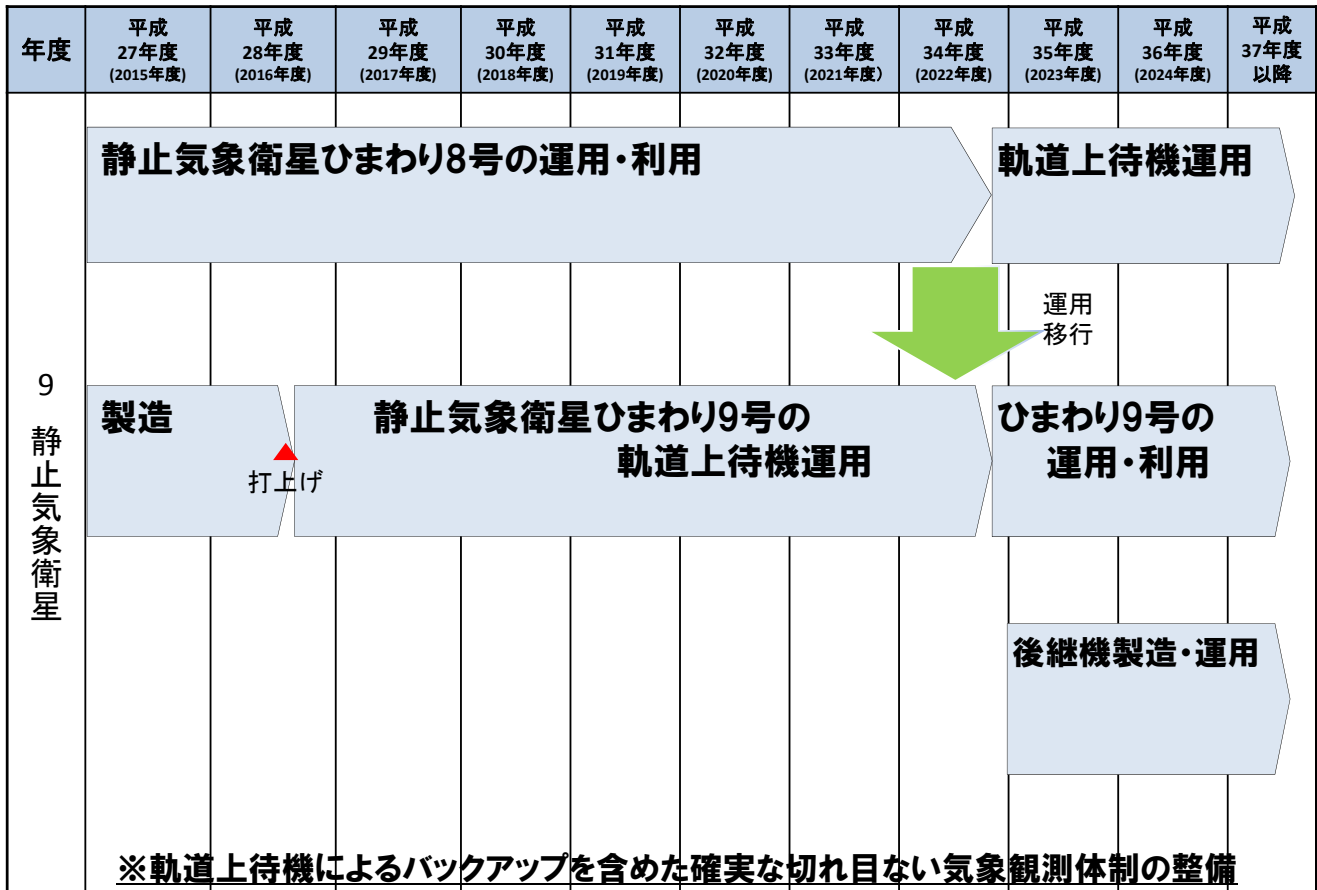 年度
平成
27年度
(2015年度)
平成
28年度
(2016年度)
平成
29年度
(2017年度)
平成
30年度
(2018年度)
平成
31年度
(2019年度)
平成
32年度
(2020年度)
平成
33年度
(2021年度)
平成
34年度
(2022年度)
平成
35年度
(2023年度)
平成
36年度
(2024年度)
平成
37年度
以降
9 静止気象衛星
静止気象衛星ひまわり8号の運用・利用
軌道上待機運用
運用
移行
製造
打上げ
静止気象衛星ひまわり9号の
軌道上待機運用
ひまわり9号の
運用・利用
後継機製造・運用
※軌道上待機によるバックアップを含めた確実な切れ目ない気象観測体制の整備